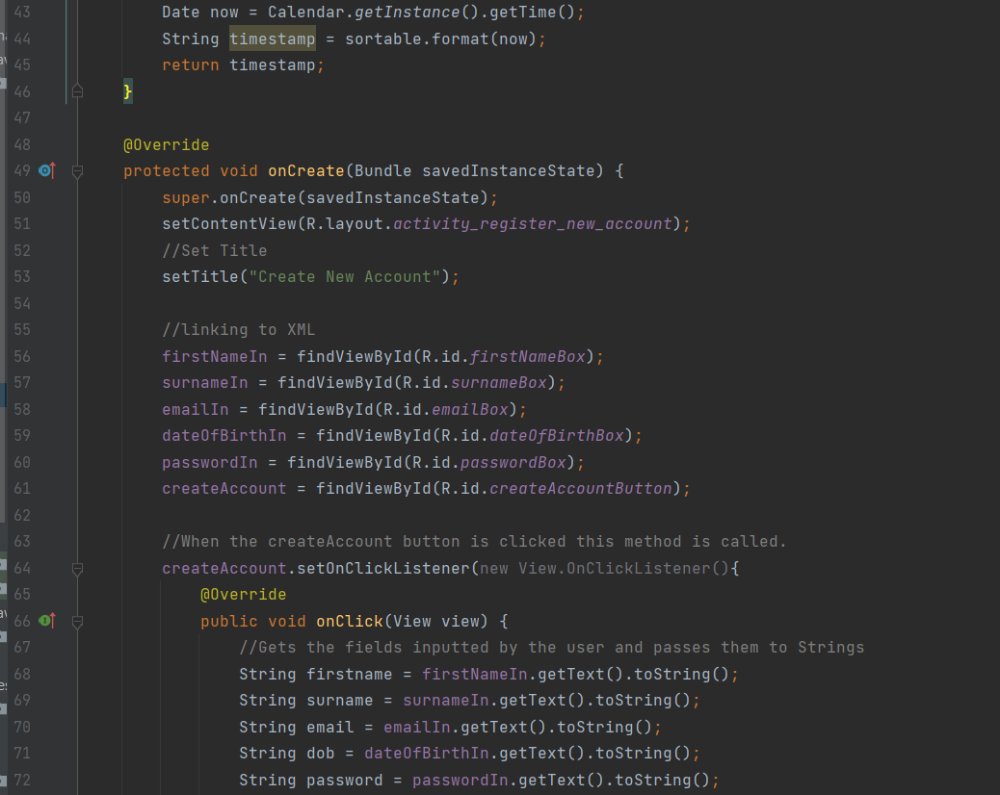 43 Date now = Calendar.getInstance().getTime();
44 String timestamp = sortable.format(now);
45 return timestamp;
46 }
47
48 @Override
49 protected void onCreate(Bundle savedInstanceState) {
50 super.onCreate(savedInstanceState);
51 setContentView(R.layout.activity_register_new_account);
52 //Set Title
53 setTitle("Create New Account");
54
55 //linking to XML
56 firstNameIn = findViewById(R.id.firstNameBox);
57 surnameIn = findViewById(R.id.surnameBox);
58 emailIn = findViewById(R.id.emailBox);
59 dateOfBirthIn = findViewById(R.id.dateOfBirthBox);
60 passwordIn = findViewById(R.id.passwordBox);
61 createAccount = findViewById(R.id.createAccountButton);
62
63 //When the createAccount button is clicked this method is called.
64 createAccount.setOnClickListener(new View.OnClickListener(){
65 @Override
66 public void onClick(View view) {
67 //Gets the fields inputted by the user and passes them to Strings
68 String firstname = firstNameIn.getText().toString();
69 String surname = surnameIn.getText().toString();
70 String email = emailIn.getText().toString();
71 String dob = dateOfBirthIn.getText().toString();
72 String password = passwordIn.getText().toString();